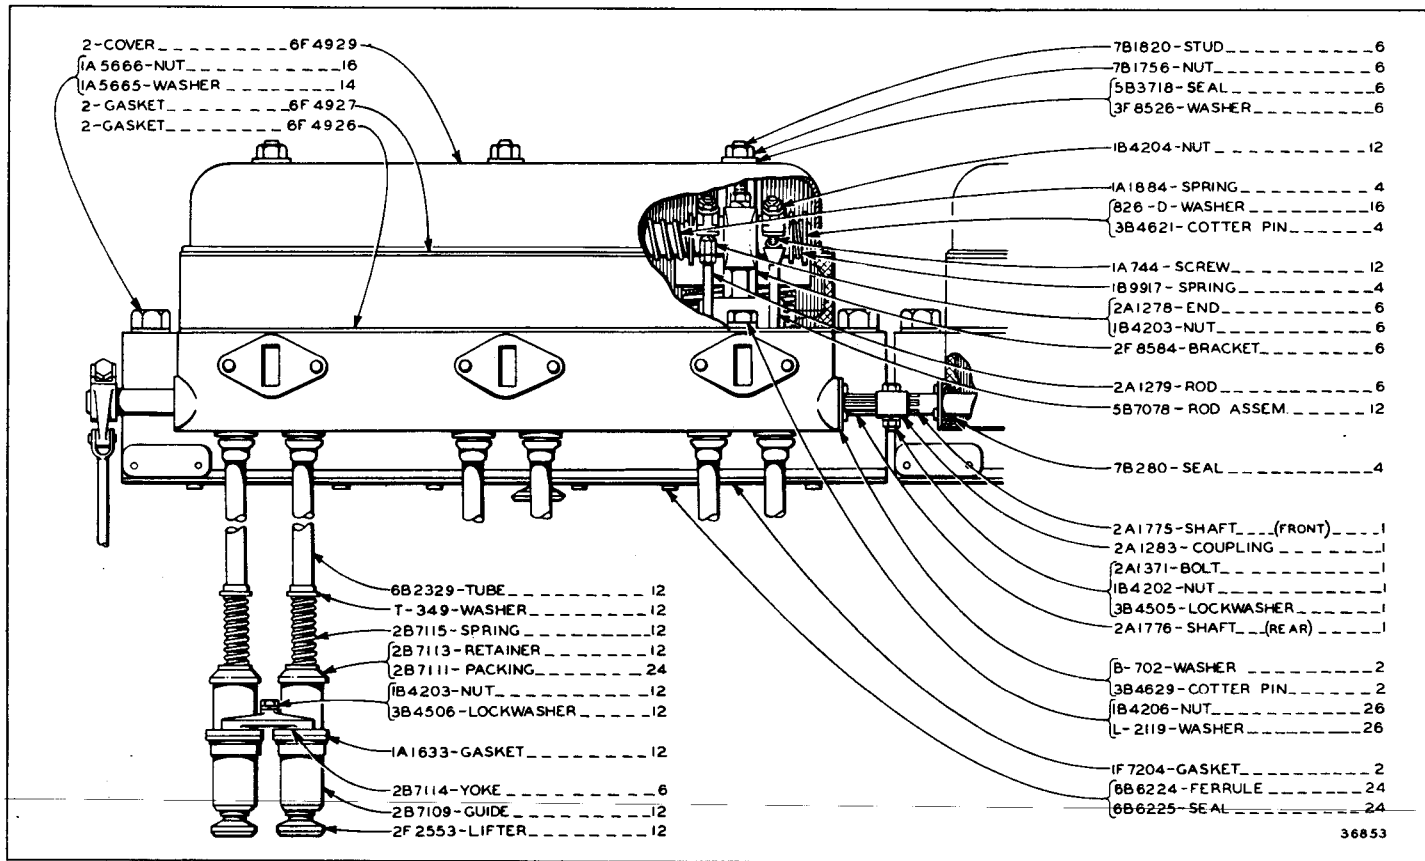 2-COVER 6F4929
1A5666-NUT 16
1A5665-WASHER 14
2-GASKET 6F4927
2-GASKET 6F4926
7B1820-STUD 6
7B1756-NUT 6
5B3718-SEAL 6
3F8526-WASHER 6
1B4204-NUT 12
1A1884-SPRING 4
826-D-WASHER 16
3B4621-COTTER PIN 4
1A744-SCREW 12
1B9917-SPRING 4
2A1278-END 6
1B4203-NUT 6
2F8584-BRACKET 6
2A1279-ROD 6
5B7078-ROD ASSEM. 12
7B280-SEAL 4
2A1775-SHAFT (FRONT) 1
2A1283-COUPLING 1
2A1371-BOLT 1
1B4202-NUT 1
3B4505-LOCKWASHER 1
2A1776-SHAFT (REAR) 1
B-702-WASHER 2
3B4629-COTTER PIN 2
1B4206-NUT 26
L-2119-WASHER 26
1F7204-GASKET 2
6B6224-FERRULE 24
6B6225-SEAL 24
6B2329-TUBE 12
T-349-WASHER 12
2B7115-SPRING 12
2B7113-RETAINER 12
2B7111-PACKING 24
1B4203-NUT 12
3B4506-LOCKWASHER 12
1A1633-GASKET 12
2B7114-YOKE 6
2B7109-GUIDE 12
2F2553-LIFTER 12
36853